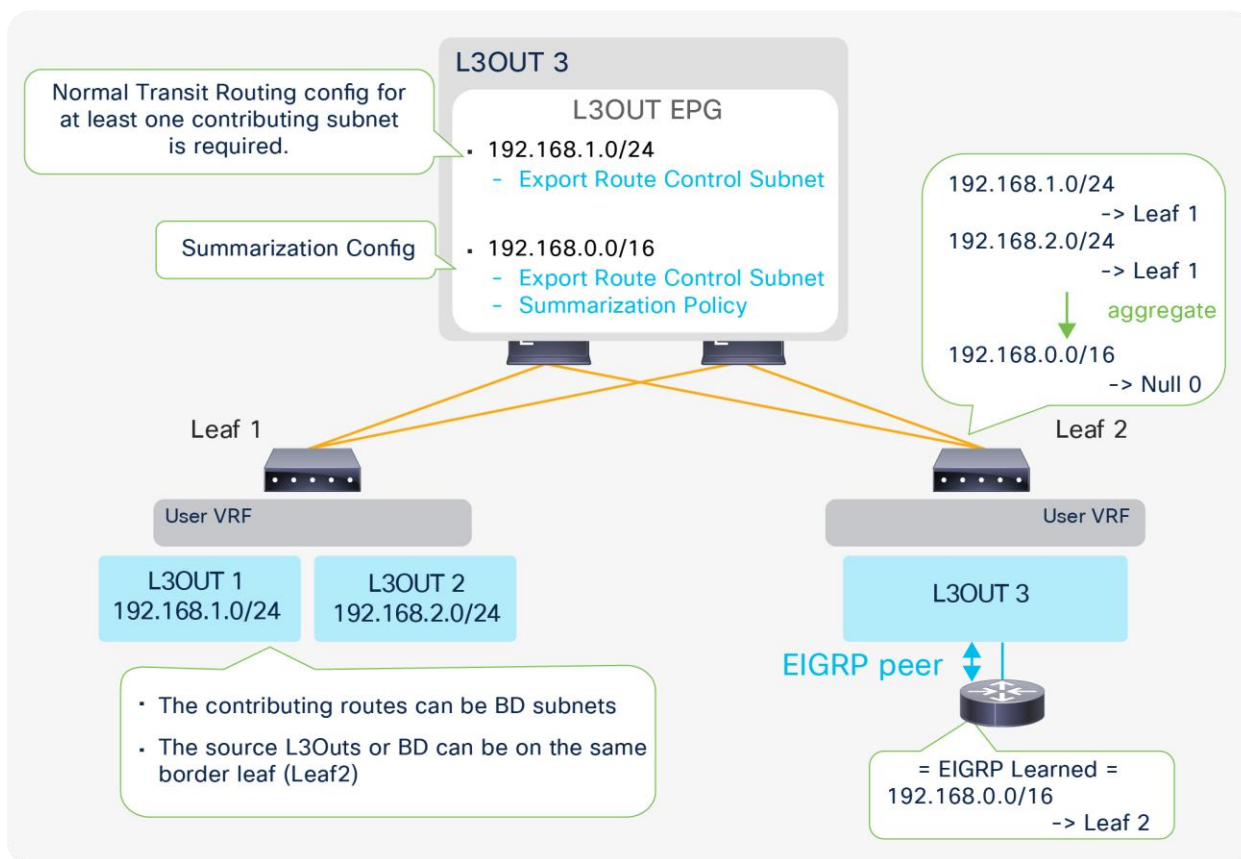 L3OUT 3
Normal Transit Routing config for
at least one contributing subnet
is required.
L3OUT EPG
▪ 192.168.1.0/24
- Export Route Control Subnet
Summarization Config
▪ 192.168.0.0/16
- Export Route Control Subnet
- Summarization Policy
192.168.1.0/24
-> Leaf 1
192.168.2.0/24
-> Leaf 1
aggregate
192.168.0.0/16
-> Null 0
Leaf 1
Leaf 2
User VRF
User VRF
L3OUT 1
192.168.1.0/24
L3OUT 2
192.168.2.0/24
L3OUT 3
EIGRP peer
▪ The contributing routes can be BD subnets
▪ The source L3Outs or BD can be on the same
border leaf (Leaf2)
= EIGRP Learned =
192.168.0.0/16
-> Leaf 2